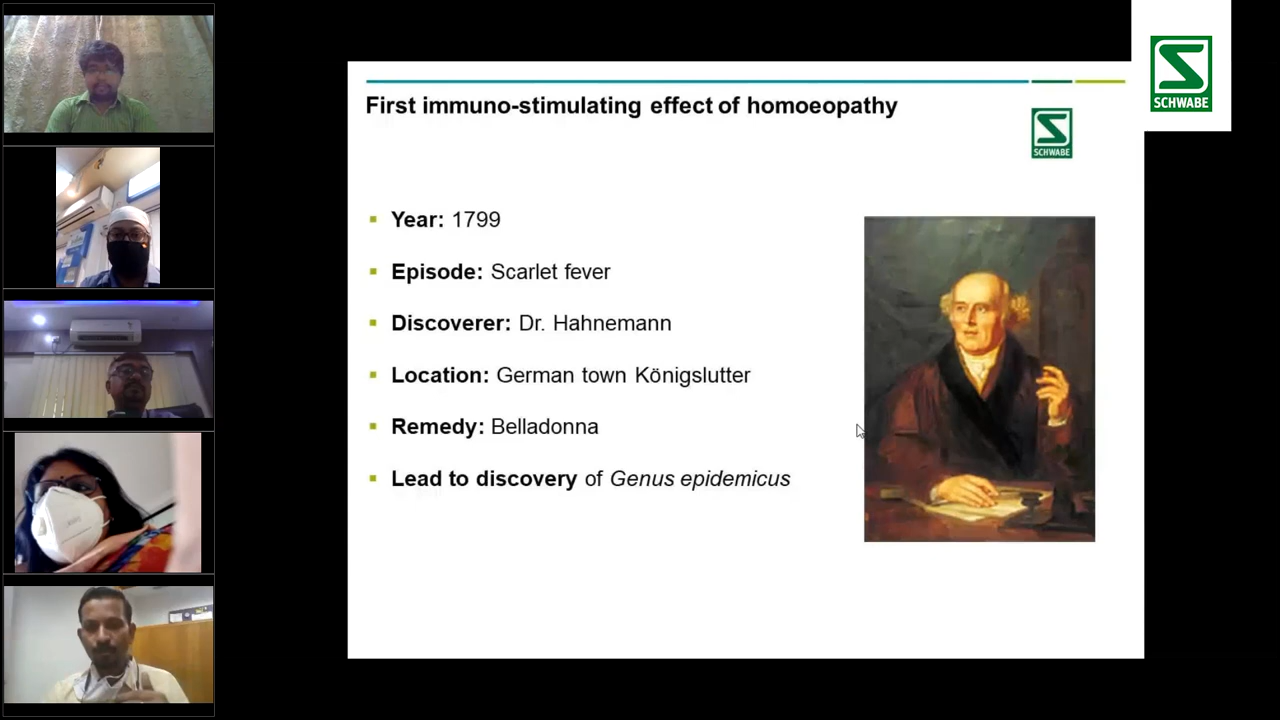 SCHWABE
First immuno-stimulating effect of homoeopathy
SCHWABE
Year: 1799
Episode: Scarlet fever
Discoverer: Dr. Hahnemann
Location: German town Königslutter
Remedy: Belladonna
Lead to discovery of Genus epidemicus